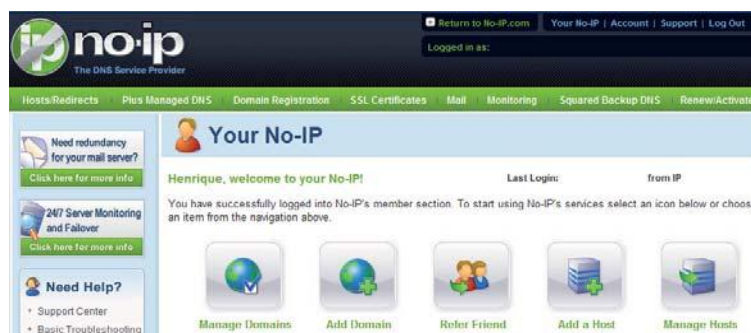 Return to No-IP.com
Your No-IP | Account | Support | Log Out
ip no·ip
Logged in as:
The DNS Service Provider
Hosts/Redirects Plus Managed DNS Domain Registration SSL Certificates Mail Monitoring Squared Backup DNS Renew/Activate
Need redundancy
for your mail server?
Click here for more info
24/7 Server Monitoring
and Failover
Click here for more info
Need Help?
Support Center
Basic Troubleshooting
Your No-IP
Henrique, welcome to your No-IP! Last Login: from IP
You have successfully logged into No-IP's member section. To start using No-IP's services select an icon below or choos
an item from the navigation above.
Manage Domains Add Domain Refer Friend Add a Host Manage Hosts